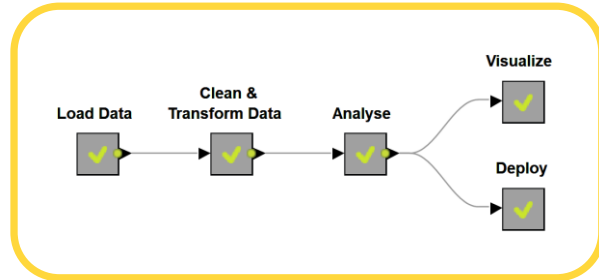 Load Data
Clean &
Transform Data
Analyse
Visualize
Deploy